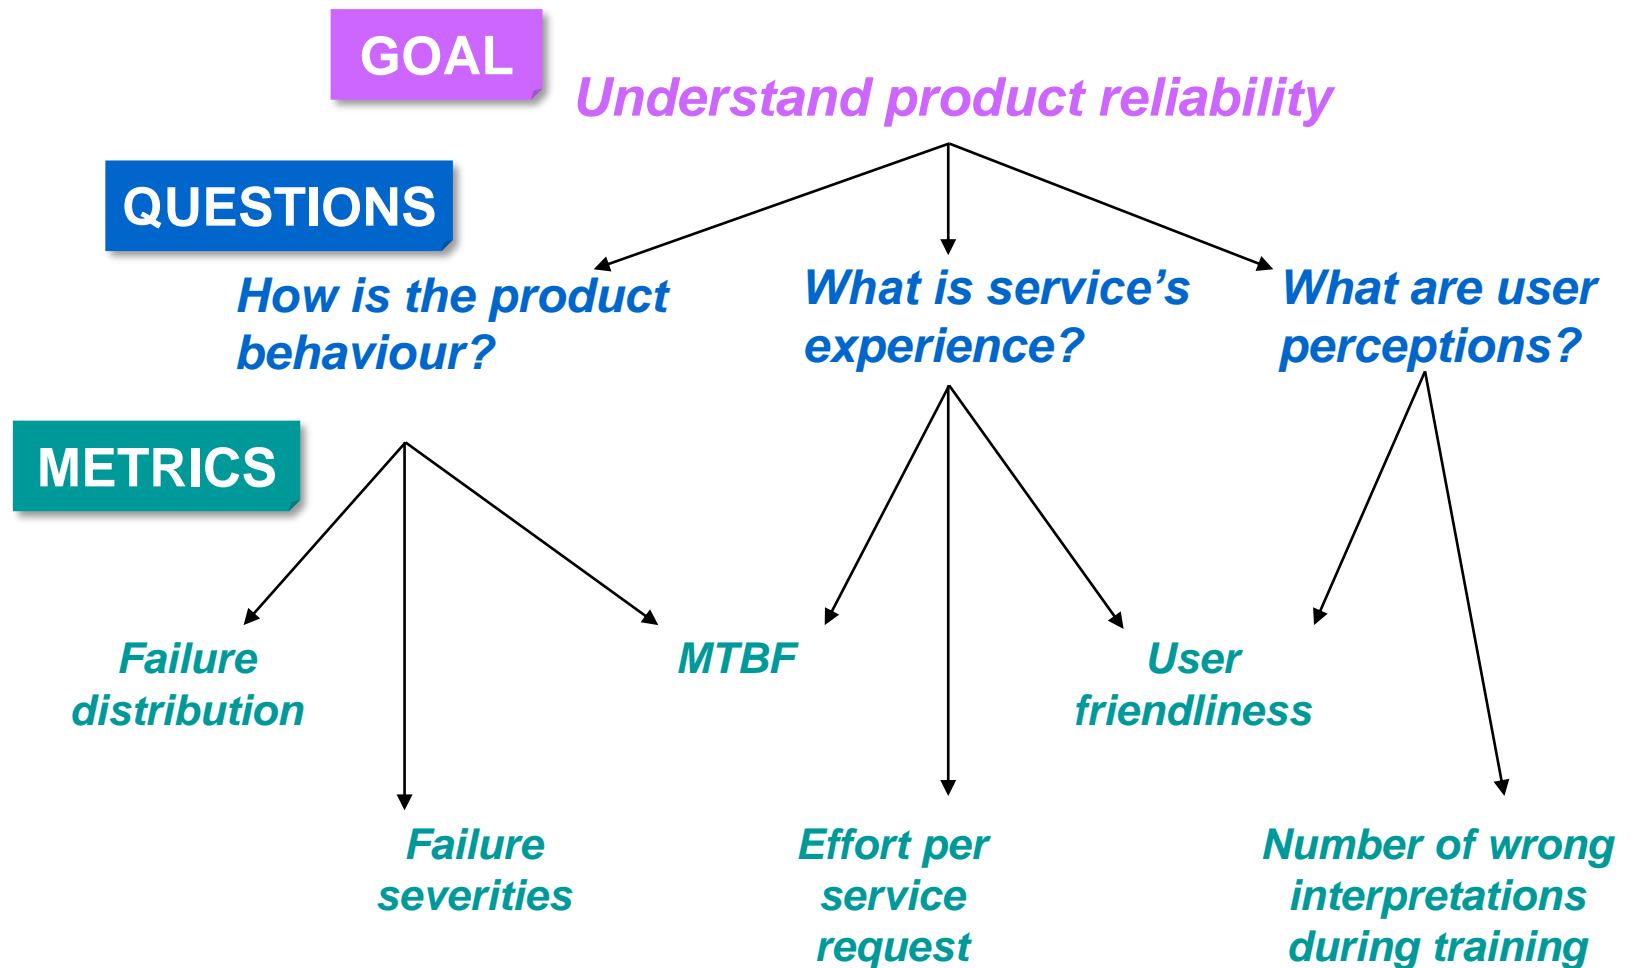 GOAL
Understand product reliability
QUESTIONS
How is the product
behaviour?
What is service’s
experience?
What are user
perceptions?
METRICS
Failure
distribution
MTBF
User
friendliness
Failure
severities
Effort per
service
request
Number of wrong
interpretations
during training